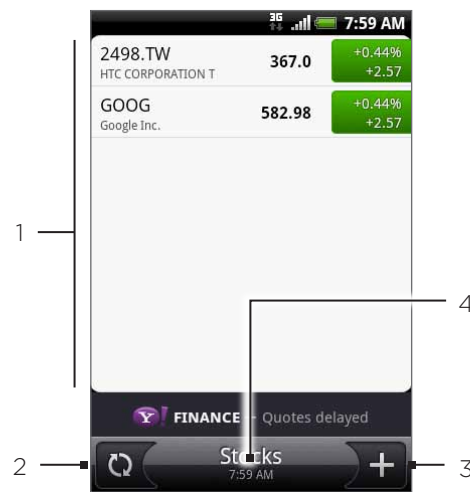 3G 7:59 AM
2498.TW 367.0 +0.44%
HTC CORPORATION T +2.57
GOOG 582.98 +0.44%
Google Inc. +2.57
1
4
Y! FINANCE - Quotes delayed
2 Stocks 3
7:59 AM